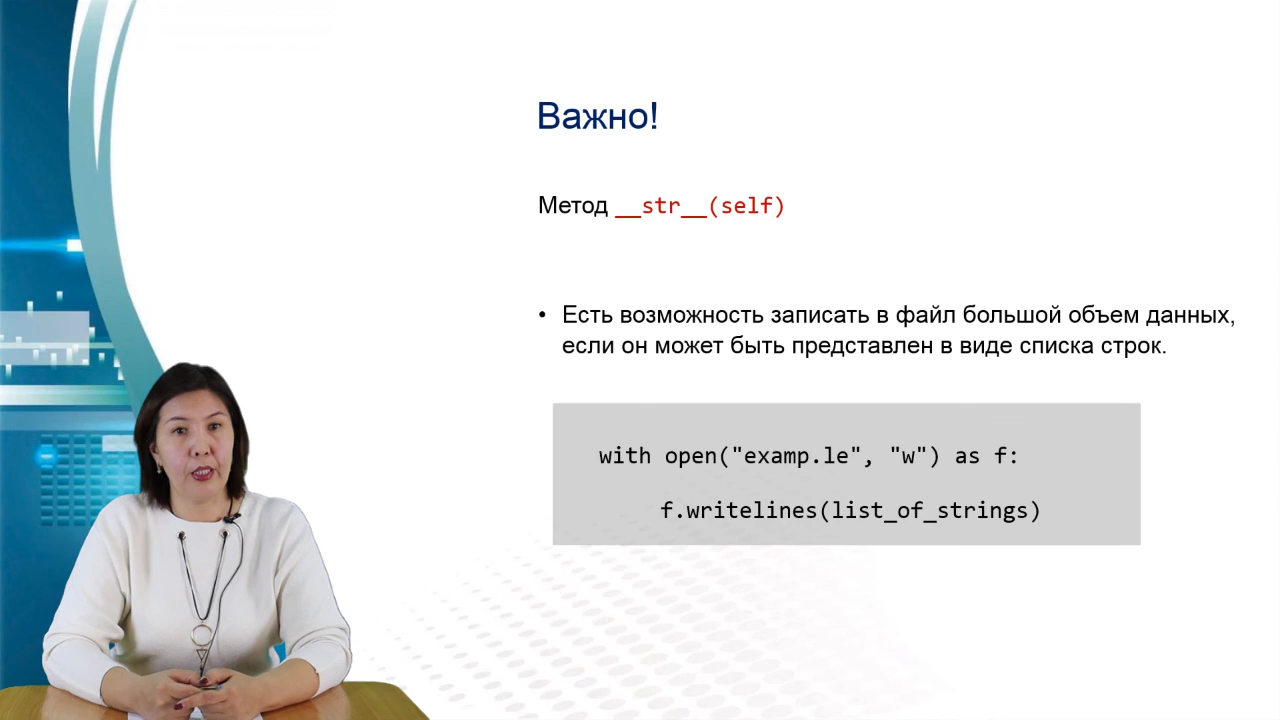 Важно!
Метод __str__(self)
• Есть возможность записать в файл большой объем данных,
если он может быть представлен в виде списка строк.
with open("examp.le", "w") as f:
f.writelines(list_of_strings)